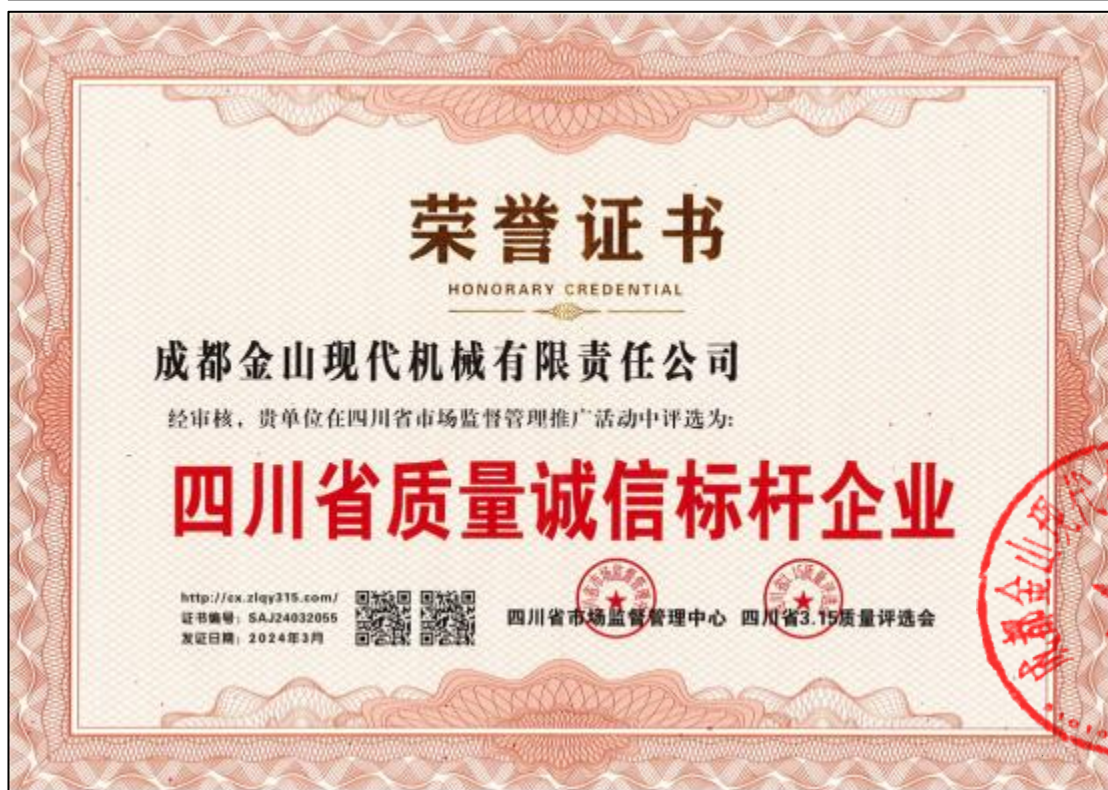 荣誉证书
HONORARY CREDENTIAL
成都金山现代机械有限责任公司
经审核，贵单位在四川省市场监督管理推广活动中评选为:
四川省质量诚信标杆企业
http://cx.zlqy315.com/
证书编号：SAJ24032055
发证日期：2024年3月
四川省市场监督管理中心 四川省3.15质量评选会
金山现代